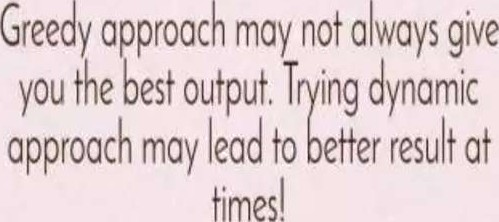 Greedy approach may not always give
you the best output. Trying dynamic
approach may lead to better result at
times!